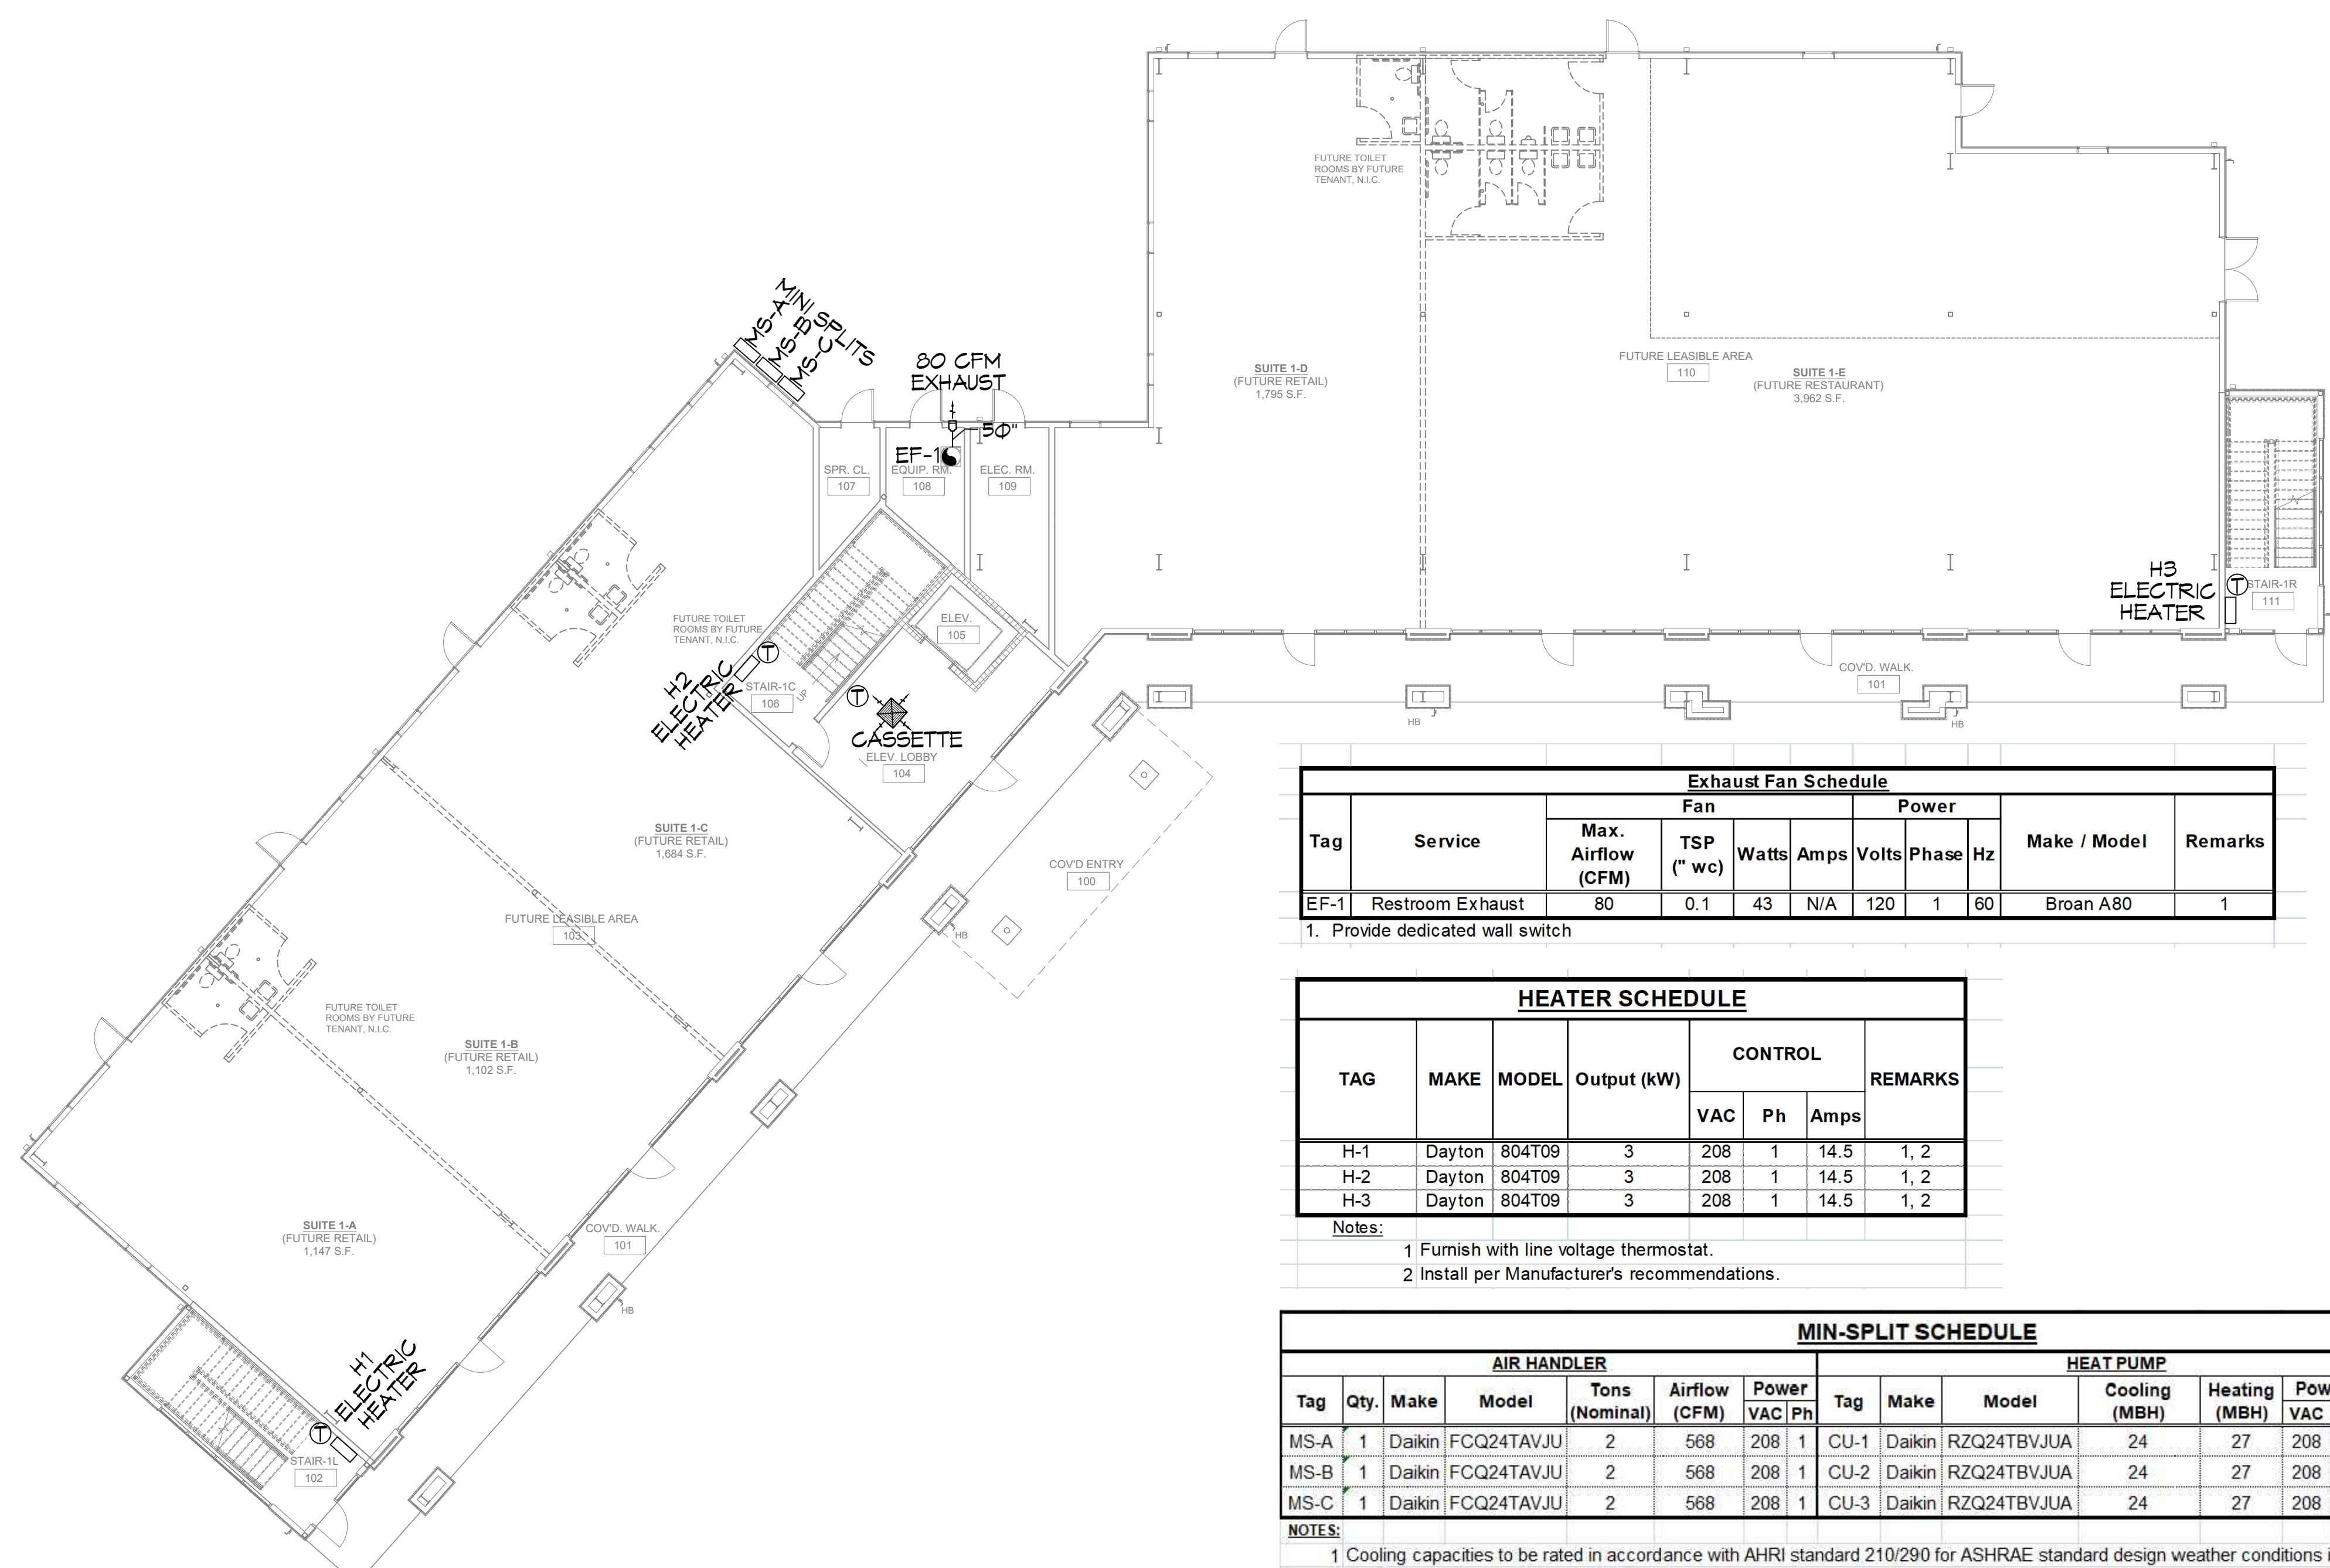 MINI SPLITS
MS-A
MS-B
MS-C
80 CFM
EXHAUST
5Ø"
EF-1
SPR. CL.
107
EQUIP. RM.
108
ELEC. RM.
109
FUTURE TOILET
ROOMS BY FUTURE
TENANT, N.I.C.
SUITE 1-D
(FUTURE RETAIL)
1,795 S.F.
FUTURE LEASIBLE AREA
110
SUITE 1-E
(FUTURE RESTAURANT)
3,962 S.F.
H3
ELECTRIC
HEATER
T
STAIR-1R
111
FUTURE TOILET
ROOMS BY FUTURE
TENANT, N.I.C.
ELEV.
105
T
H2
ELECTRIC
HEATER
STAIR-1C
106
UP
T
CASSETTE
ELEV. LOBBY
104
COV'D. WALK.
101
HB
HB
SUITE 1-C
(FUTURE RETAIL)
1,684 S.F.
COV'D ENTRY
100
HB
FUTURE LEASIBLE AREA
103
FUTURE TOILET
ROOMS BY FUTURE
TENANT, N.I.C.
SUITE 1-B
(FUTURE RETAIL)
1,102 S.F.
SUITE 1-A
(FUTURE RETAIL)
1,147 S.F.
COV'D. WALK.
101
HB
H1
ELECTRIC
HEATER
T
STAIR-1L
102
Exhaust Fan Schedule
Fan Power
Tag Service Max. Airflow (CFM) TSP (" wc) Watts Amps Volts Phase Hz Make / Model Remarks
EF-1 Restroom Exhaust 80 0.1 43 N/A 120 1 60 Broan A80 1
1. Provide dedicated wall switch
HEATER SCHEDULE
TAG MAKE MODEL Output (kW) CONTROL REMARKS
VAC Ph Amps
H-1 Dayton 804T09 3 208 1 14.5 1, 2
H-2 Dayton 804T09 3 208 1 14.5 1, 2
H-3 Dayton 804T09 3 208 1 14.5 1, 2
Notes:
1 Furnish with line voltage thermostat.
2 Install per Manufacturer's recommendations.
MIN-SPLIT SCHEDULE
AIR HANDLER HEAT PUMP
Tag Qty. Make Model Tons (Nominal) Airflow (CFM) Power Tag Make Model Cooling (MBH) Heating (MBH) Pow
VAC Ph VAC
MS-A 1 Daikin FCQ24TAVJU 2 568 208 1 CU-1 Daikin RZQ24TBVJUA 24 27 208
MS-B 1 Daikin FCQ24TAVJU 2 568 208 1 CU-2 Daikin RZQ24TBVJUA 24 27 208
MS-C 1 Daikin FCQ24TAVJU 2 568 208 1 CU-3 Daikin RZQ24TBVJUA 24 27 208
NOTES:
1 Cooling capacities to be rated in accordance with AHRI standard 210/290 for ASHRAE standard design weather conditions